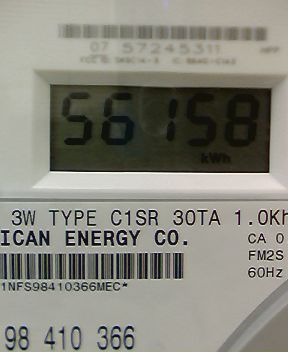 07 57245311
56158
kWh
3W TYPE C1SR 30TA 1.0Kh
ICAN ENERGY CO.
CA 0
FM2S
60Hz
1NFS98410366MEC*
98 410 366